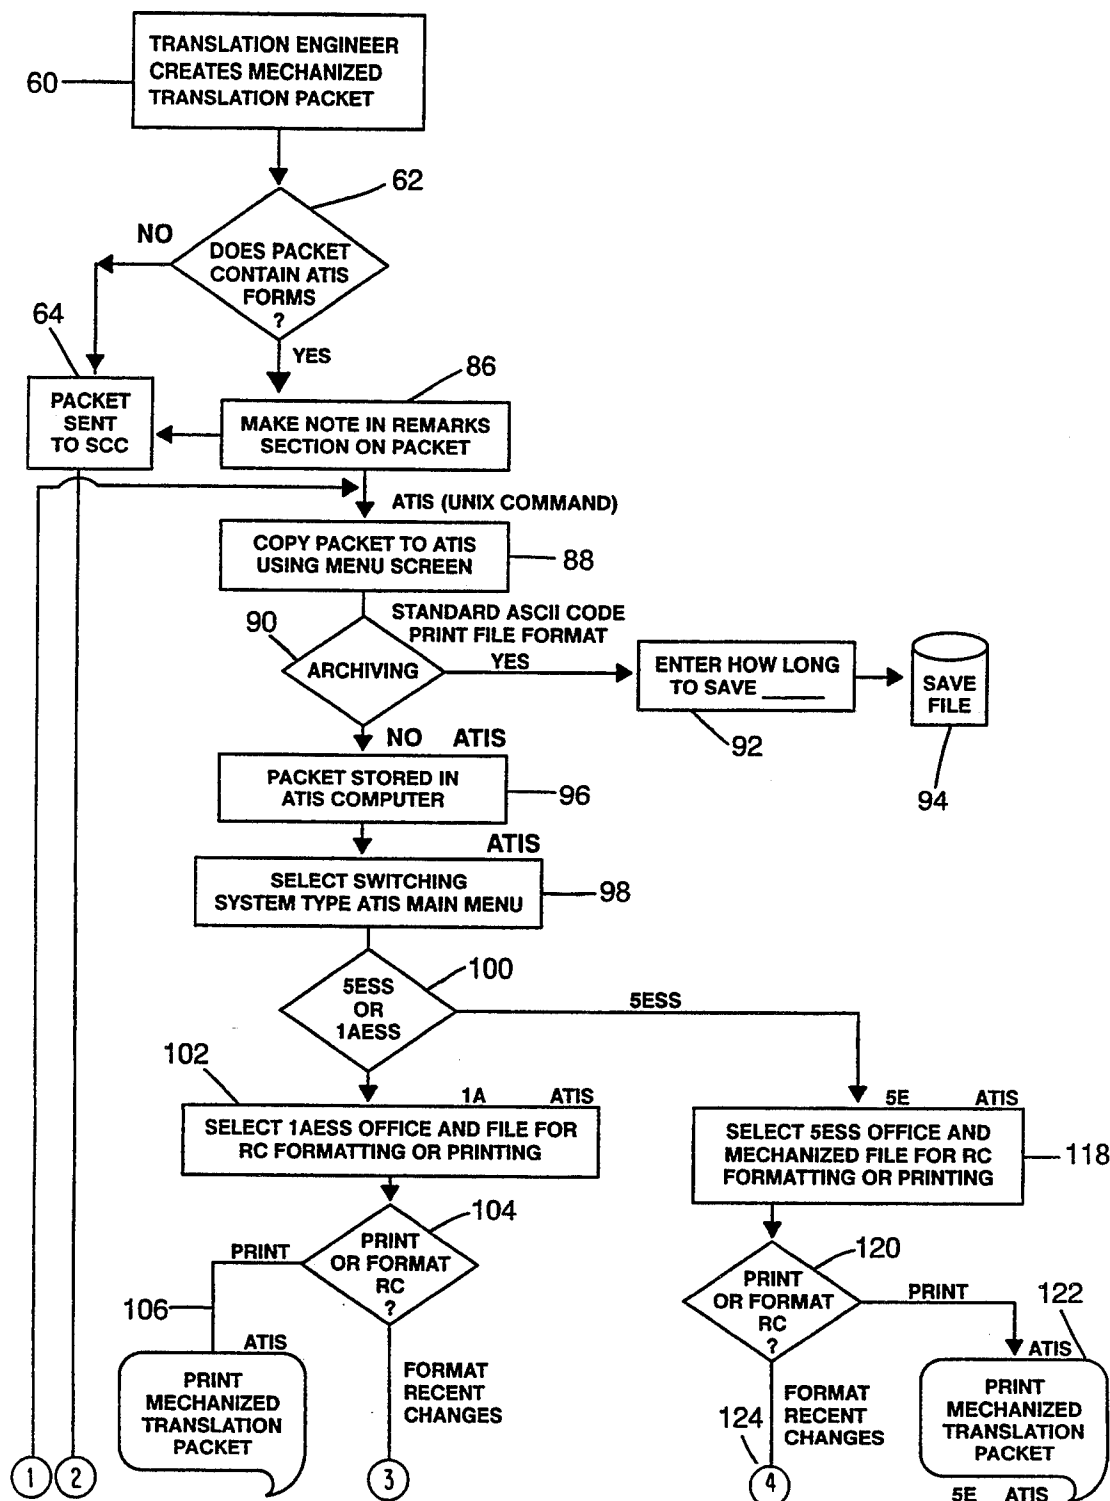 TRANSLATION ENGINEER
CREATES MECHANIZED
TRANSLATION PACKET
60
62
NO
DOES PACKET
CONTAIN ATIS
FORMS
?
64
YES
86
PACKET
SENT
TO SCC
MAKE NOTE IN REMARKS
SECTION ON PACKET
ATIS (UNIX COMMAND)
COPY PACKET TO ATIS
USING MENU SCREEN
88
STANDARD ASCII CODE
PRINT FILE FORMAT
90
ARCHIVING
YES
ENTER HOW LONG
TO SAVE ______
SAVE
FILE
92
94
NO ATIS
PACKET STORED IN
ATIS COMPUTER
96
ATIS
SELECT SWITCHING
SYSTEM TYPE ATIS MAIN MENU
98
100
5ESS
OR
1AESS
5ESS
102
1A ATIS
SELECT 1AESS OFFICE AND FILE FOR
RC FORMATTING OR PRINTING
5E ATIS
SELECT 5ESS OFFICE AND
MECHANIZED FILE FOR RC
FORMATTING OR PRINTING
118
104
PRINT
OR FORMAT
RC
?
PRINT
106
ATIS
PRINT
MECHANIZED
TRANSLATION
PACKET
FORMAT
RECENT
CHANGES
120
PRINT
OR FORMAT
RC
?
PRINT
122
ATIS
PRINT
MECHANIZED
TRANSLATION
PACKET
5E ATIS
FORMAT
RECENT
CHANGES
124
1
2
3
4